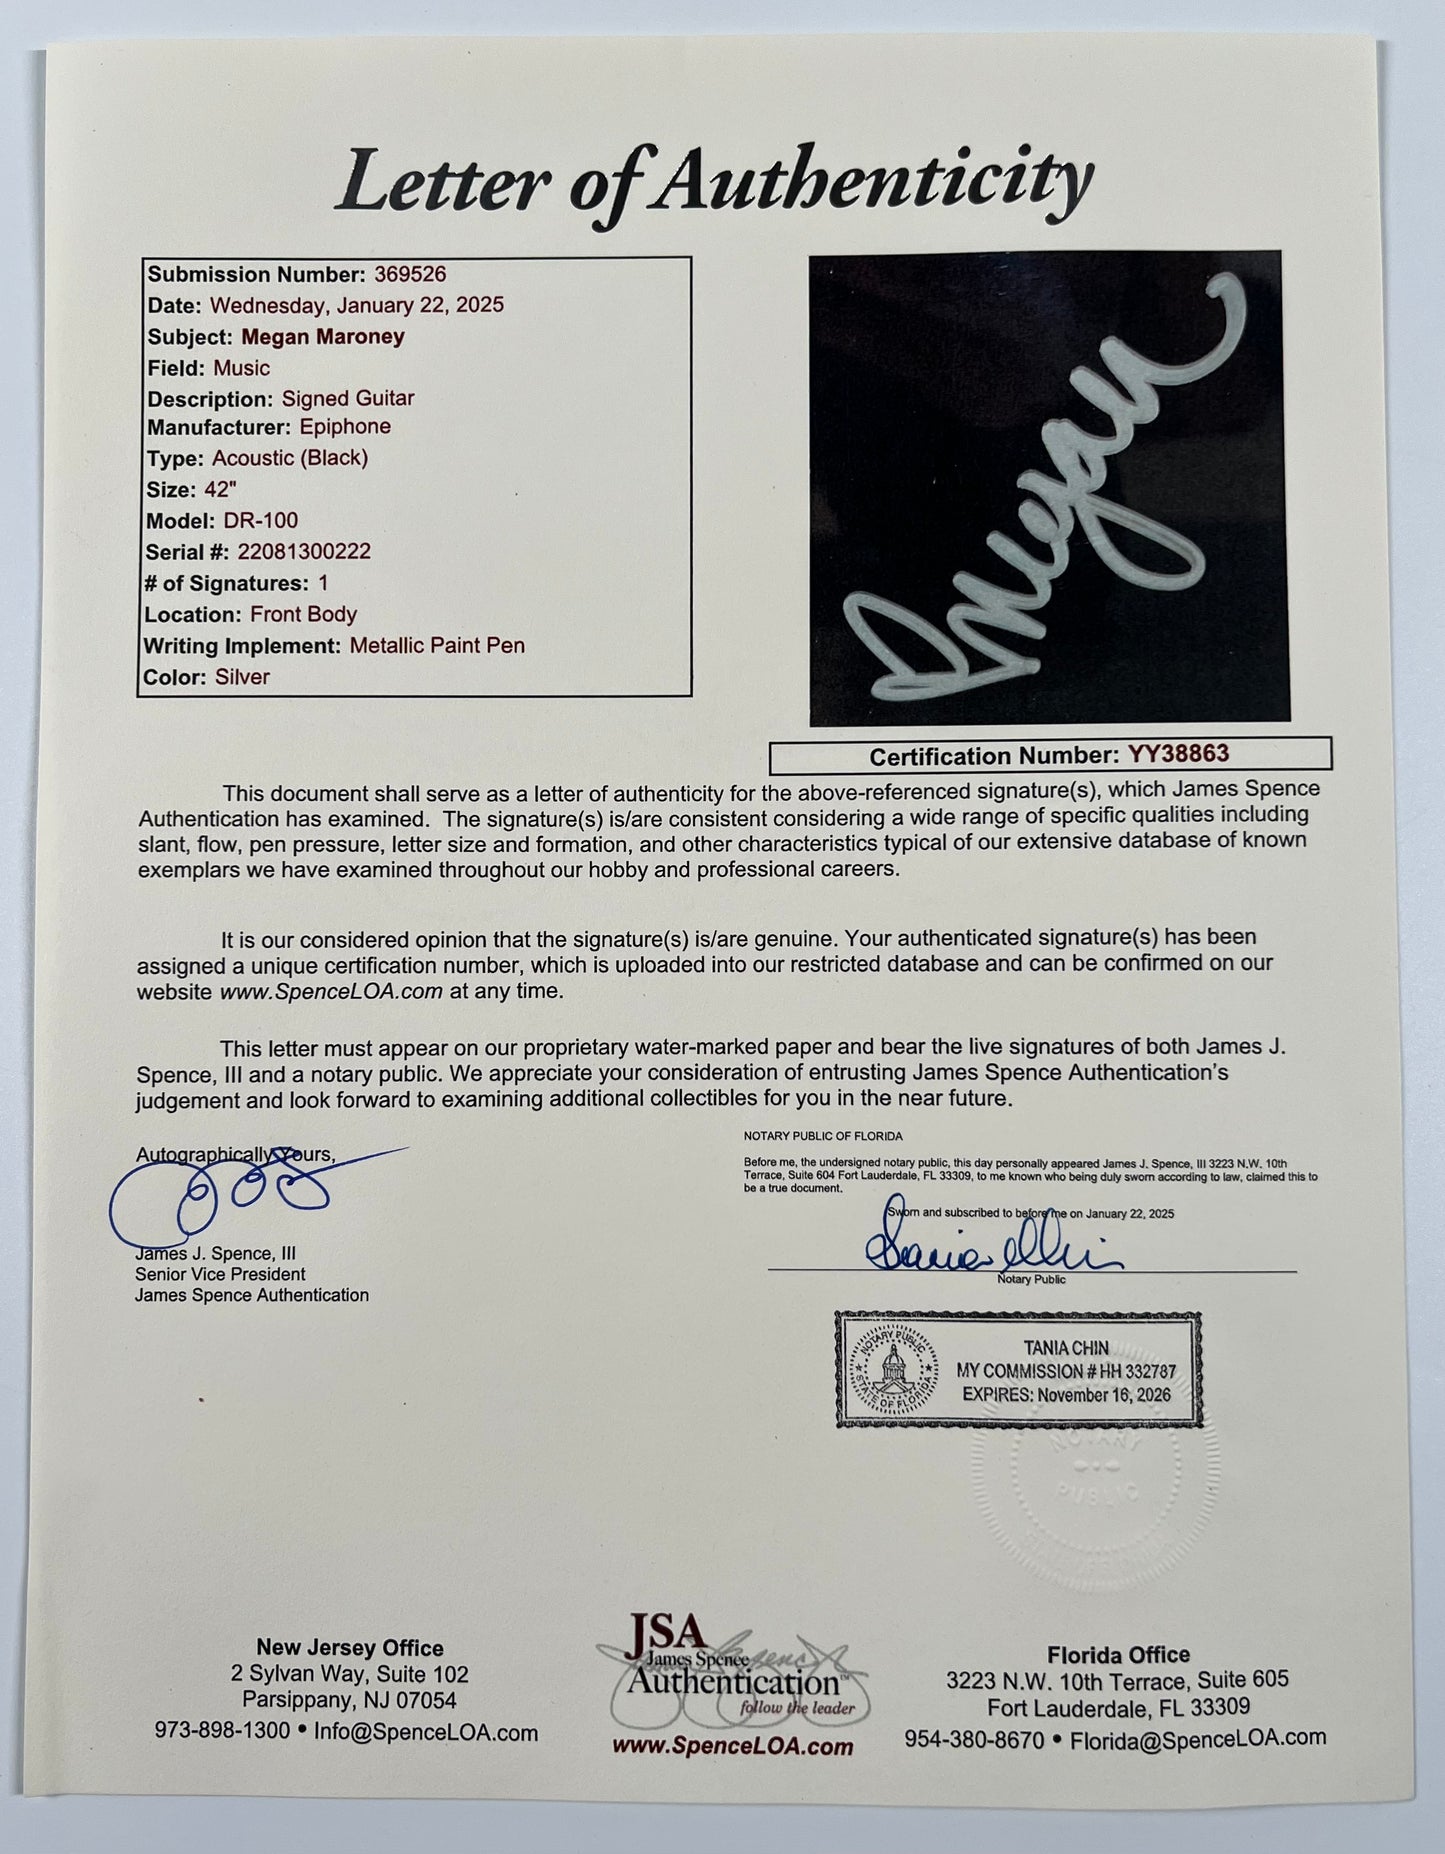 Letter of Authenticity
Submission Number: 369526
Date: Wednesday, January 22, 2025
Subject: Megan Maroney
Field: Music
Description: Signed Guitar
Manufacturer: Epiphone
Type: Acoustic (Black)
Size: 42"
Model: DR-100
Serial #: 22081300222
# of Signatures: 1
Location: Front Body
Writing Implement: Metallic Paint Pen
Color: Silver
Megan
Certification Number: YY38863
This document shall serve as a letter of authenticity for the above-referenced signature(s), which James Spence
Authentication has examined. The signature(s) is/are consistent considering a wide range of specific qualities including
slant, flow, pen pressure, letter size and formation, and other characteristics typical of our extensive database of known
exemplars we have examined throughout our hobby and professional careers.
It is our considered opinion that the signature(s) is/are genuine. Your authenticated signature(s) has been
assigned a unique certification number, which is uploaded into our restricted database and can be confirmed on our
website www.SpenceLOA.com at any time.
This letter must appear on our proprietary water-marked paper and bear the live signatures of both James J.
Spence, III and a notary public. We appreciate your consideration of entrusting James Spence Authentication's
judgement and look forward to examining additional collectibles for you in the near future.
Autographically Yours,
James J. Spence, III
Senior Vice President
James Spence Authentication
NOTARY PUBLIC OF FLORIDA
Before me, the undersigned notary public, this day personally appeared James J. Spence, III 3223 N.W. 10th
Terrace, Suite 604 Fort Lauderdale, FL 33309, to me known who being duly sworn according to law, claimed this to
be a true document.
Sworn and subscribed to before me on January 22, 2025
Notary Public
NOTARY PUBLIC
STATE OF FLORIDA
TANIA CHIN
MY COMMISSION # HH 332787
EXPIRES: November 16, 2026
NOTARY
PUBLIC
New Jersey Office
2 Sylvan Way, Suite 102
Parsippany, NJ 07054
973-898-1300 • Info@SpenceLOA.com
JSA
James Spence
Authentication™
follow the leader
www.SpenceLOA.com
Florida Office
3223 N.W. 10th Terrace, Suite 605
Fort Lauderdale, FL 33309
954-380-8670 • Florida@SpenceLOA.com